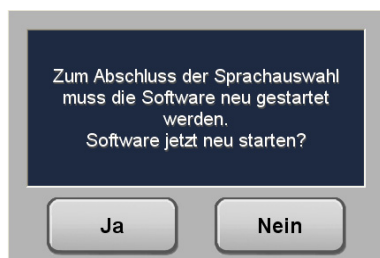 Zum Abschluss der Sprachauswahl
muss die Software neu gestartet
werden.
Software jetzt neu starten?
Ja
Nein